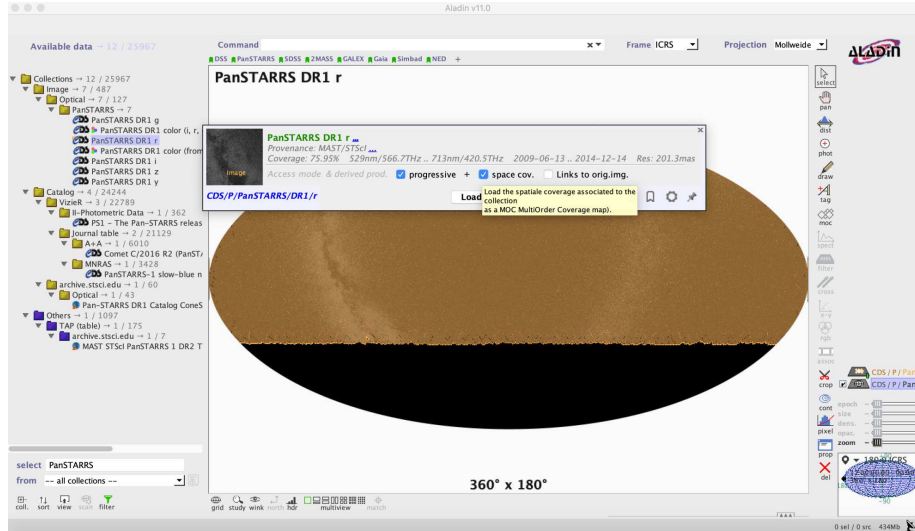 Aladin v11.0
Available data → 12 / 25967
Command
Frame ICRS
Projection Mollweide
ALADIN
DSS PanSTARRS SDSS 2MASS GALEX Gaia Simbad NED +
PanSTARRS DR1 r
Collections → 12 / 25967
Image → 7 / 487
Optical → 7 / 127
PanSTARRS → 7
PanSTARRS DR1 g
PanSTARRS DR1 color (i, r,
PanSTARRS DR1 r
PanSTARRS DR1 color (from
PanSTARRS DR1 i
PanSTARRS DR1 z
PanSTARRS DR1 y
Catalog → 4 / 24244
VizieR → 3 / 22789
II-Photometric Data → 1 / 362
PS1 - The Pan-STARRS releas
Journal table → 2 / 21129
A+A → 1 / 6010
Comet C/2016 R2 (PanST
MNRAS → 1 / 3428
PanSTARRS-1 slow-blue n
archive.stsci.edu → 1 / 60
Optical → 1 / 43
Pan-STARRS DR1 Catalog ConeS
Others → 1 / 1097
TAP (table) → 1 / 175
archive.stsci.edu → 1 / 7
MAST STScI PanSTARRS 1 DR2 T
PanSTARRS DR1 r ...
Provenance: MAST/STScI ...
Coverage: 75.95% 529nm/566.7THz .. 713nm/420.5THz 2009-06-13 .. 2014-12-14 Res: 201.3mas
Image
Access mode & derived prod. progressive + space cov. Links to orig.img.
CDS/P/PanSTARRS/DR1/r
Load
Load the spatiale coverage associated to the
collection
as a MOC MultiOrder Coverage map).
select
pan
dist
phot
draw
tag
moc
spect
filter
cross
x-y
rgb
assoc
crop
cont
pixel
prop
del
CDS / P / Pan
CDS / P / Pan
epoch
size
dens.
opac.
zoom
ICRS
-90
360° x 180°
select PanSTARRS
from -- all collections --
coll. sort view scan filter
grid study wink north hdr multiview match
0 sel / 0 src 434Mb